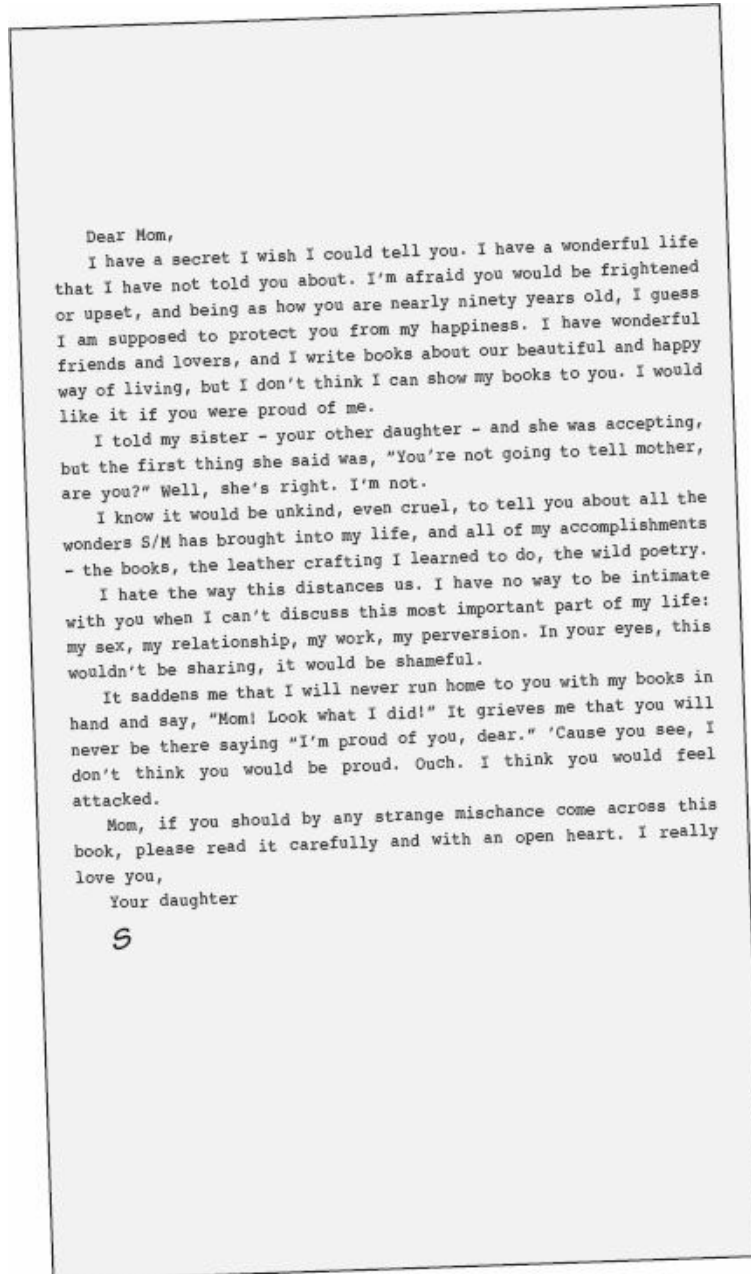 Dear Mom,
I have a secret I wish I could tell you. I have a wonderful life
that I have not told you about. I'm afraid you would be frightened
or upset, and being as how you are nearly ninety years old, I guess
I am supposed to protect you from my happiness. I have wonderful
friends and lovers, and I write books about our beautiful and happy
way of living, but I don't think I can show my books to you. I would
like it if you were proud of me.
I told my sister – your other daughter – and she was accepting,
but the first thing she said was, "You're not going to tell mother,
are you?" Well, she's right. I'm not.
I know it would be unkind, even cruel, to tell you about all the
wonders S/M has brought into my life, and all of my accomplishments
– the books, the leather crafting I learned to do, the wild poetry.
I hate the way this distances us. I have no way to be intimate
with you when I can't discuss this most important part of my life:
my sex, my relationship, my work, my perversion. In your eyes, this
wouldn't be sharing, it would be shameful.
It saddens me that I will never run home to you with my books in
hand and say, "Mom! Look what I did!" It grieves me that you will
never be there saying "I'm proud of you, dear." 'Cause you see, I
don't think you would be proud. Ouch. I think you would feel
attacked.
Mom, if you should by any strange mischance come across this
book, please read it carefully and with an open heart. I really
love you,
Your daughter
S